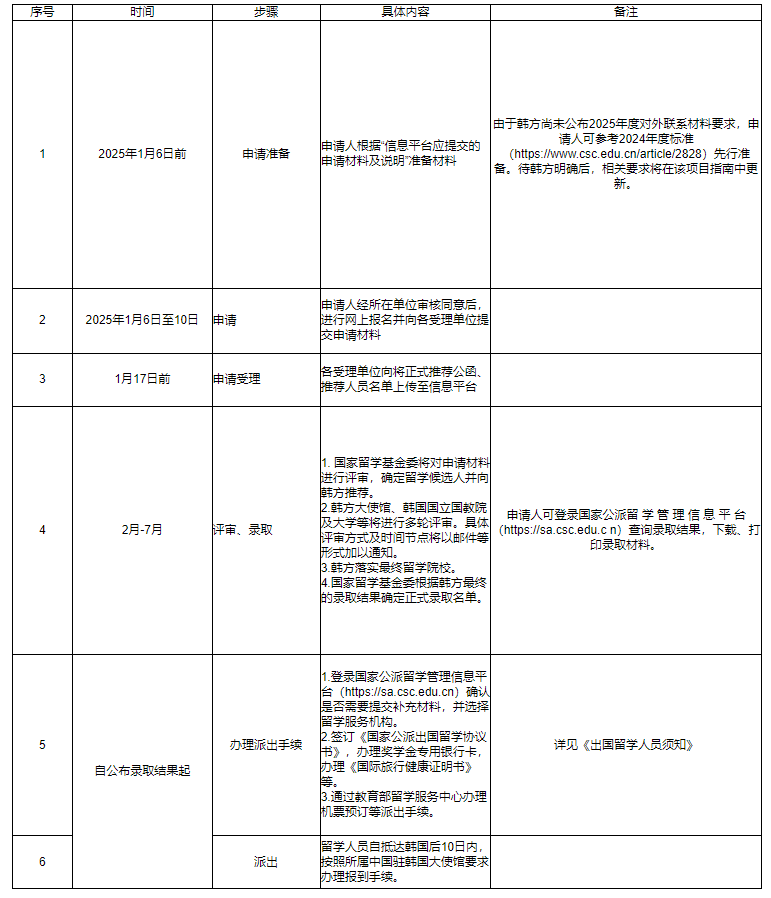 序号 时间 步骤 具体内容 备注
1 2025年1月6日前 申请准备
申请人根据“信息平台应提交的
申请材料及说明”准备材料
由于韩方尚未公布2025年度对外联系材料要求，申
请人可参考2024年度标准
（https://www.csc.edu.cn/article/2828）先行准
备。待韩方明确后，相关要求将在该项目指南中更
新。
2 2025年1月6日至10日 申请
申请人经所在单位审核同意后，
进行网上报名并向各受理单位提
交申请材料
3 1月17日前 申请受理
各受理单位向将正式推荐公函、
推荐人员名单上传至信息平台
4 2月-7月 评审、录取
1. 国家留学基金委将对申请材料
进行评审，确定留学候选人并向
韩方推荐。
2.韩方大使馆、韩国国立国教院
及大学等将进行多轮评审。具体
评审方式及时间节点将以邮件等
形式加以通知。
3.韩方落实最终留学院校。
4.国家留学基金委根据韩方最终
的录取结果确定正式录取名单。
申请人可登录国家公派留 学 管 理 信 息 平 台
（https://sa.csc.edu.c n）查询录取结果，下载、打
印录取材料。
5 自公布录取结果起 办理派出手续
1.登录国家公派留学管理信息平
台（https://sa.csc.edu.cn）确认
是否需要提交补充材料，并选择
留学服务机构。
2.签订《国家公派出国留学协议
书》，办理奖学金专用银行卡，
办理《国际旅行健康证明书》
等。
3.通过教育部留学服务中心办理
机票预订等派出手续。
详见《出国留学人员须知》
6 派出
留学人员自抵达韩国后10日内，
按照所属中国驻韩国大使馆要求
办理报到手续。